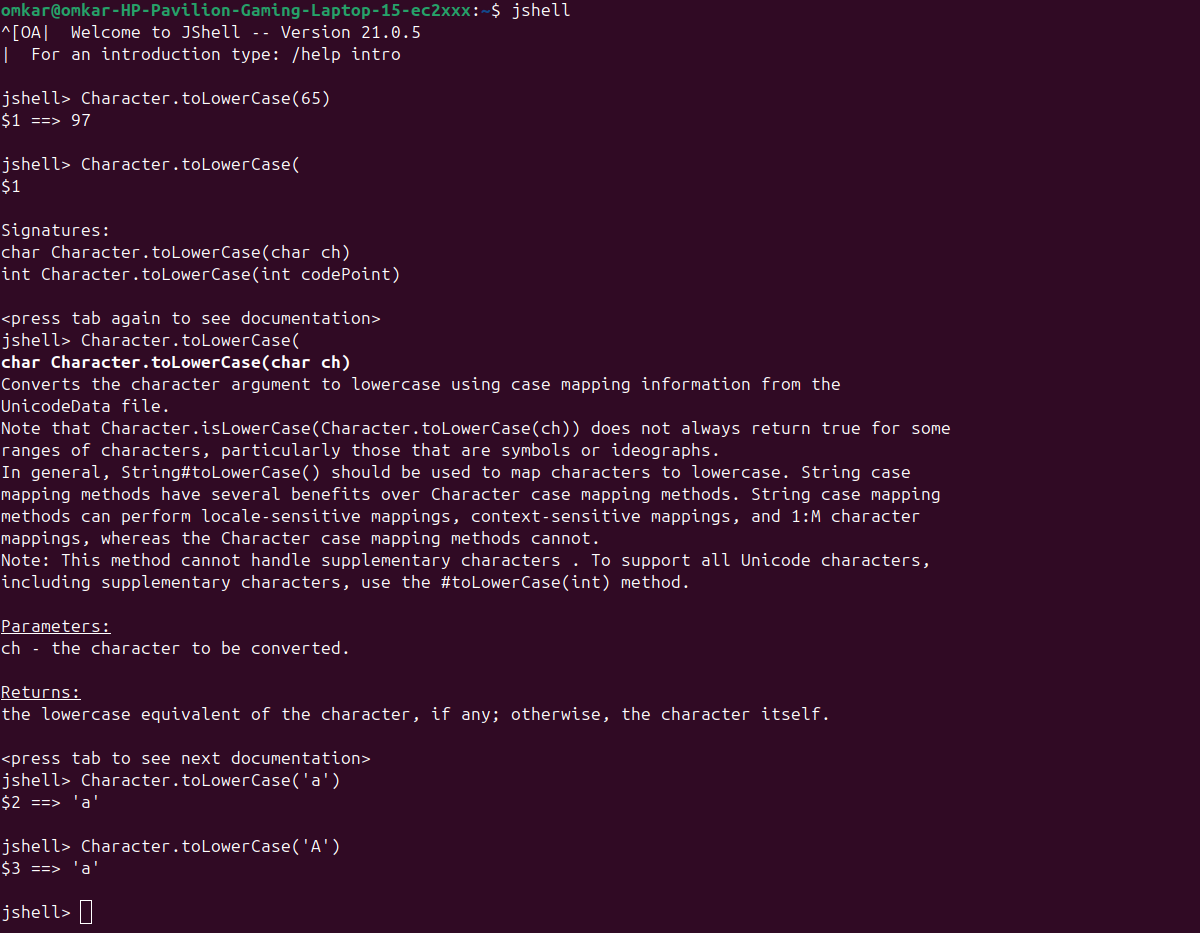 omkar@omkar-HP-Pavilion-Gaming-Laptop-15-ec2xxx:~$ jshell
^[OA|  Welcome to JShell -- Version 21.0.5
|  For an introduction type: /help intro
jshell> Character.toLowerCase(65)
$1 ==> 97
jshell> Character.toLowerCase(
$1
Signatures:
char Character.toLowerCase(char ch)
int Character.toLowerCase(int codePoint)
<press tab again to see documentation>
jshell> Character.toLowerCase(
char Character.toLowerCase(char ch)
Converts the character argument to lowercase using case mapping information from the
UnicodeData file.
Note that Character.isLowerCase(Character.toLowerCase(ch)) does not always return true for some
ranges of characters, particularly those that are symbols or ideographs.
In general, String#toLowerCase() should be used to map characters to lowercase. String case
mapping methods have several benefits over Character case mapping methods. String case mapping
methods can perform locale-sensitive mappings, context-sensitive mappings, and 1:M character
mappings, whereas the Character case mapping methods cannot.
Note: This method cannot handle supplementary characters . To support all Unicode characters,
including supplementary characters, use the #toLowerCase(int) method.
Parameters:
ch - the character to be converted.
Returns:
the lowercase equivalent of the character, if any; otherwise, the character itself.
<press tab to see next documentation>
jshell> Character.toLowerCase('a')
$2 ==> 'a'
jshell> Character.toLowerCase('A')
$3 ==> 'a'
jshell>